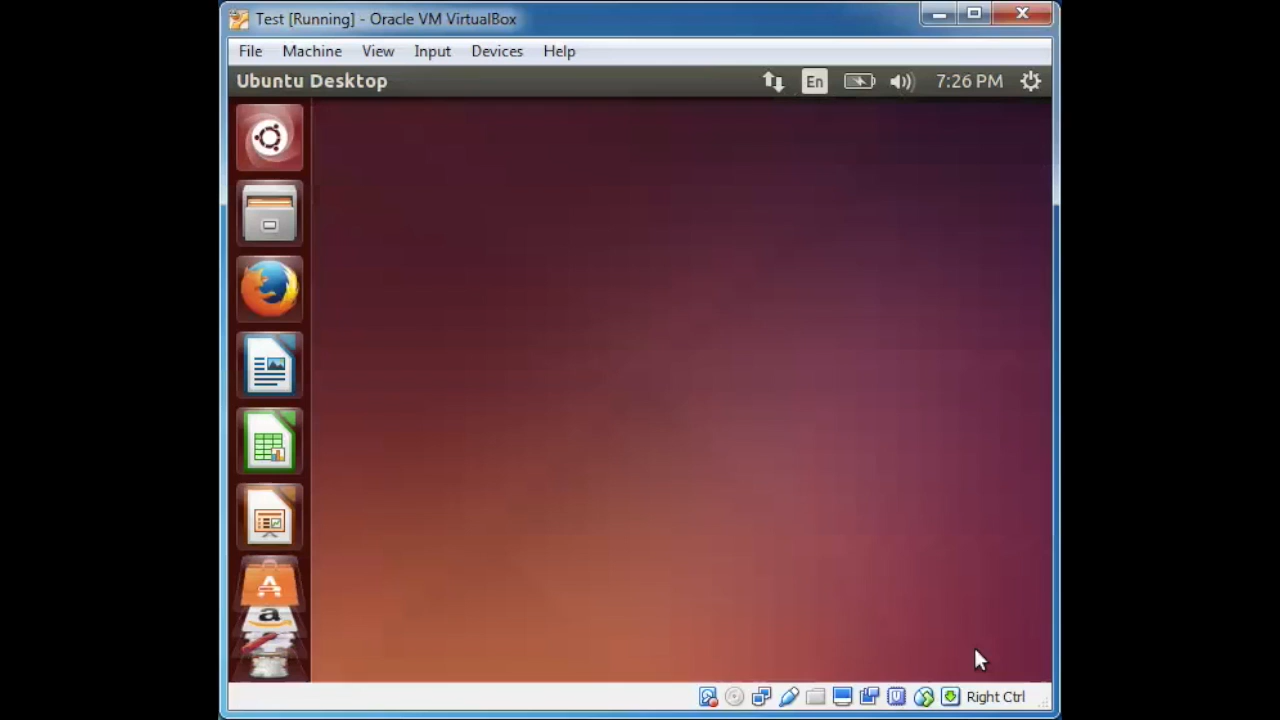 Test [Running] - Oracle VM VirtualBox
File Machine View Input Devices Help
Ubuntu Desktop En 7:26 PM
A
a
Right Ctrl